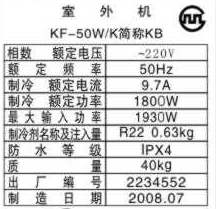 室外机
KF-50W/K简称KB
相数 额定电压 ~220V
额定频率 50Hz
制冷 额定电流 9.7A
制冷 额定功率 1800W
最大输入功率 1930W
制冷剂名称及注入量 R22 0.63kg
防水等级 IPX4
质量 40kg
出厂编号 2234552
制造日期 2008.07